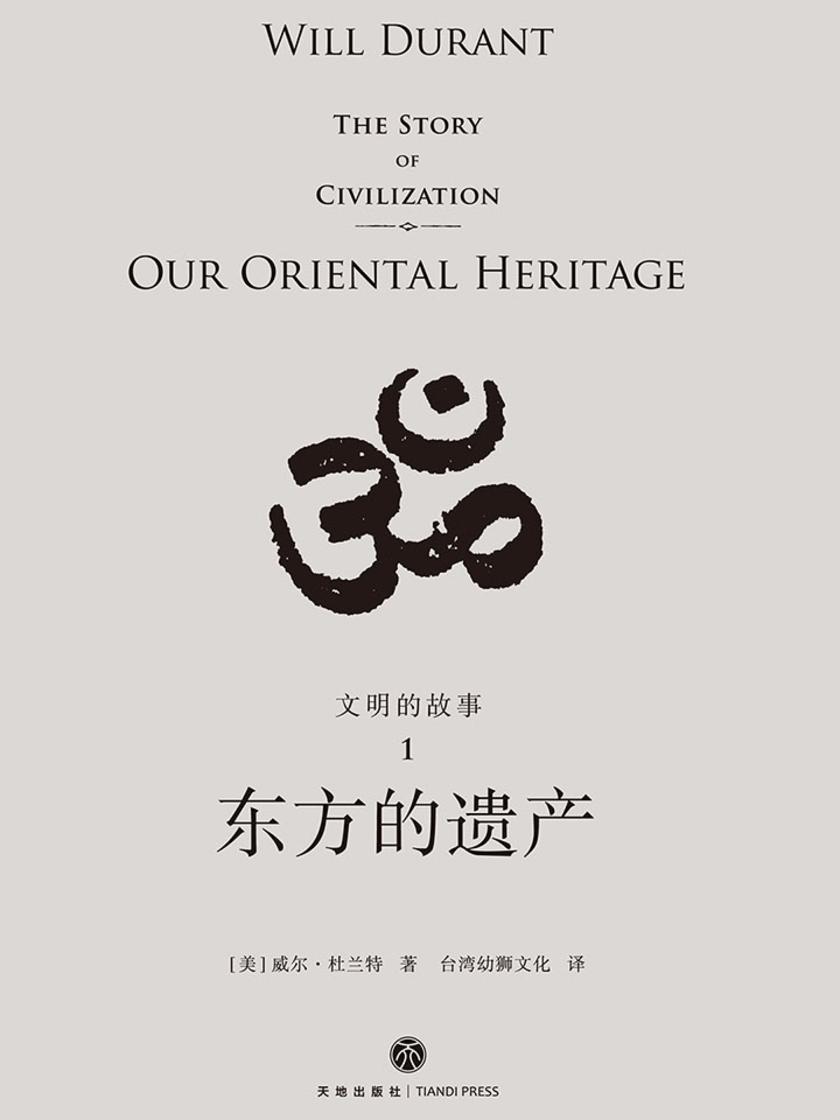 WILL DURANT
THE STORY
OF
CIVILIZATION
OUR ORIENTAL HERITAGE
ॐ
文明的故事
1
东方的遗产
[美]威尔·杜兰特 著 台湾幼狮文化 译
天地出版社 | TIANDI PRESS